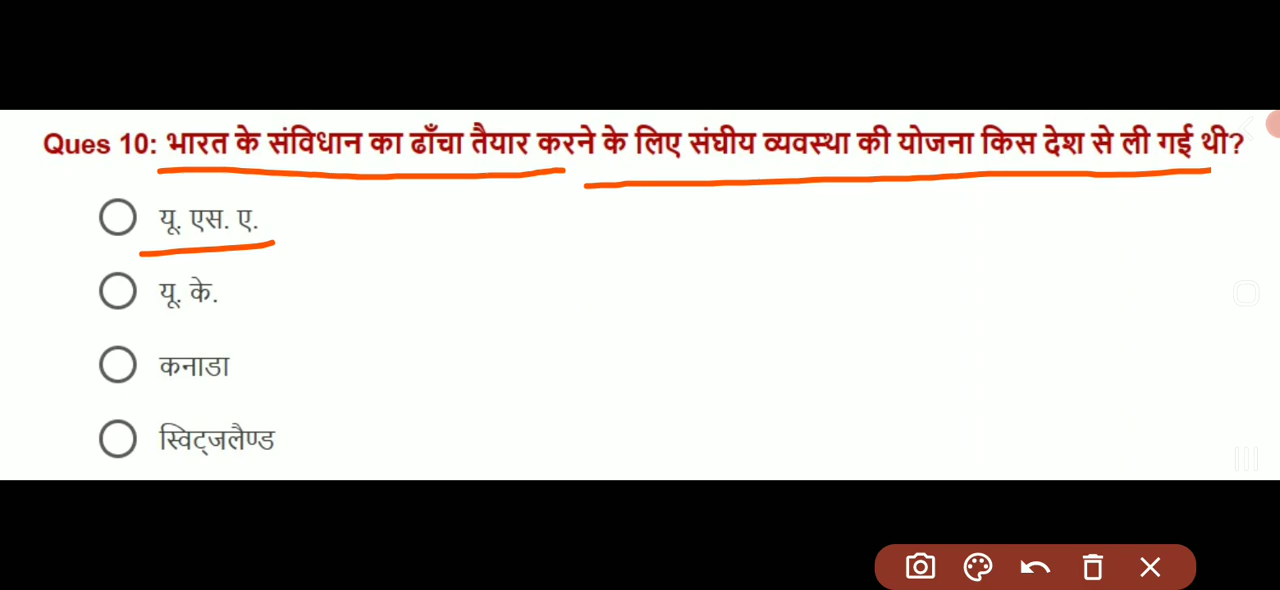 Ques 10: भारत के संविधान का ढाँचा तैयार करने के लिए संघीय व्यवस्था की योजना किस देश से ली गई थी?
यू. एस. ए.
यू. के.
कनाडा
स्विट्जलैण्ड